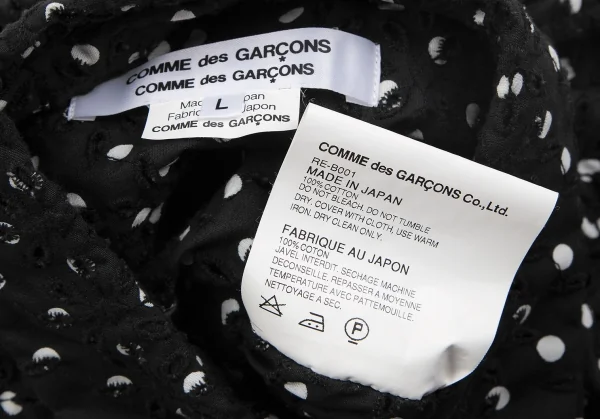 COMME des GARÇONS
COMME des GARÇONS
L
Made Japan
Fabriqué Japon
COMME des GARÇONS
COMME des GARÇONS Co., Ltd.
RE-B001
MADE IN JAPAN
100%COTTON
DO NOT BLEACH. DO NOT TUMBLE
DRY. COVER WITH CLOTH, USE WARM
IRON. DRY CLEAN ONLY.
FABRIQUE AU JAPON
100%COTON
JAVEL INTERDIT. SECHAGE MACHINE
DECONSEILLE, REPASSER A MOYENNE
TEMPERATURE AVEC PATTEMOUILLE.
NETTOYAGE A SEC.
P